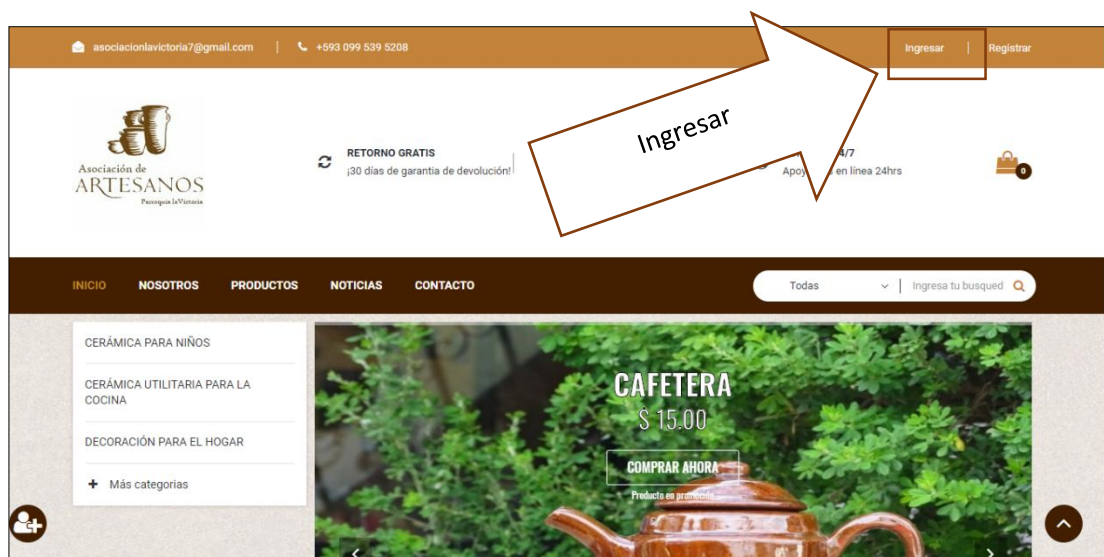 asociacionlavictoria7@gmail.com | +593 099 539 5208
Ingresar | Registrar
Ingresar
Asociación de
ARTESANOS
Parroquia la Victoria
RETORNO GRATIS
¡30 días de garantia de devolución!
4/7
Apoy en línea 24hrs
0
INICIO NOSOTROS PRODUCTOS NOTICIAS CONTACTO
Todas | Ingresa tu busqued
CERÁMICA PARA NIÑOS
CERÁMICA UTILITARIA PARA LA
COCINA
DECORACIÓN PARA EL HOGAR
+ Más categorias
CAFETERA
$ 15.00
COMPRAR AHORA
Producto en promoción